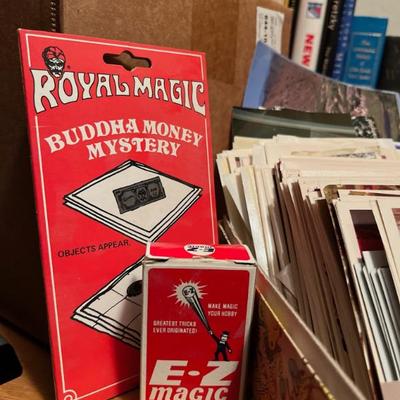 ROYAL MAGIC
BUDDHA MONEY
MYSTERY
OBJECTS APPEAR,
MAKE MAGIC
YOUR HOBBY
GREATEST TRICKS
EVER ORIGINATED!
E-Z
magic
NEW